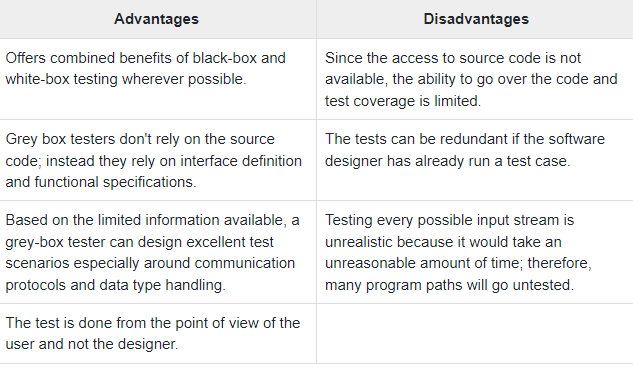 Advantages
Disadvantages
Offers combined benefits of black-box and
white-box testing wherever possible.
Since the access to source code is not
available, the ability to go over the code and
test coverage is limited.
Grey box testers don't rely on the source
code; instead they rely on interface definition
and functional specifications.
The tests can be redundant if the software
designer has already run a test case.
Based on the limited information available, a
grey-box tester can design excellent test
scenarios especially around communication
protocols and data type handling.
Testing every possible input stream is
unrealistic because it would take an
unreasonable amount of time; therefore,
many program paths will go untested.
The test is done from the point of view of the
user and not the designer.